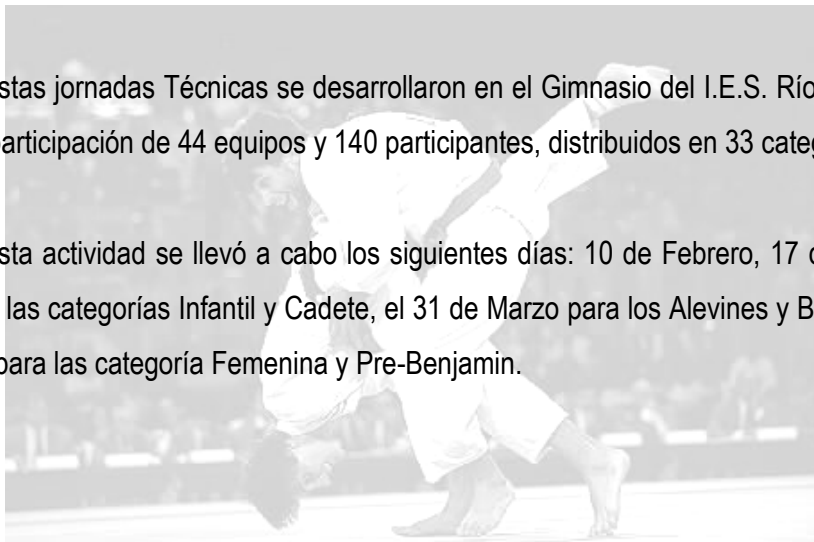 stas jornadas Técnicas se desarrollaron en el Gimnasio del I.E.S. Río
articipación de 44 equipos y 140 participantes, distribuidos en 33 categ
sta actividad se llevó a cabo los siguientes días: 10 de Febrero, 17
las categorías Infantil y Cadete, el 31 de Marzo para los Alevines y B
para las categoría Femenina y Pre-Benjamin.